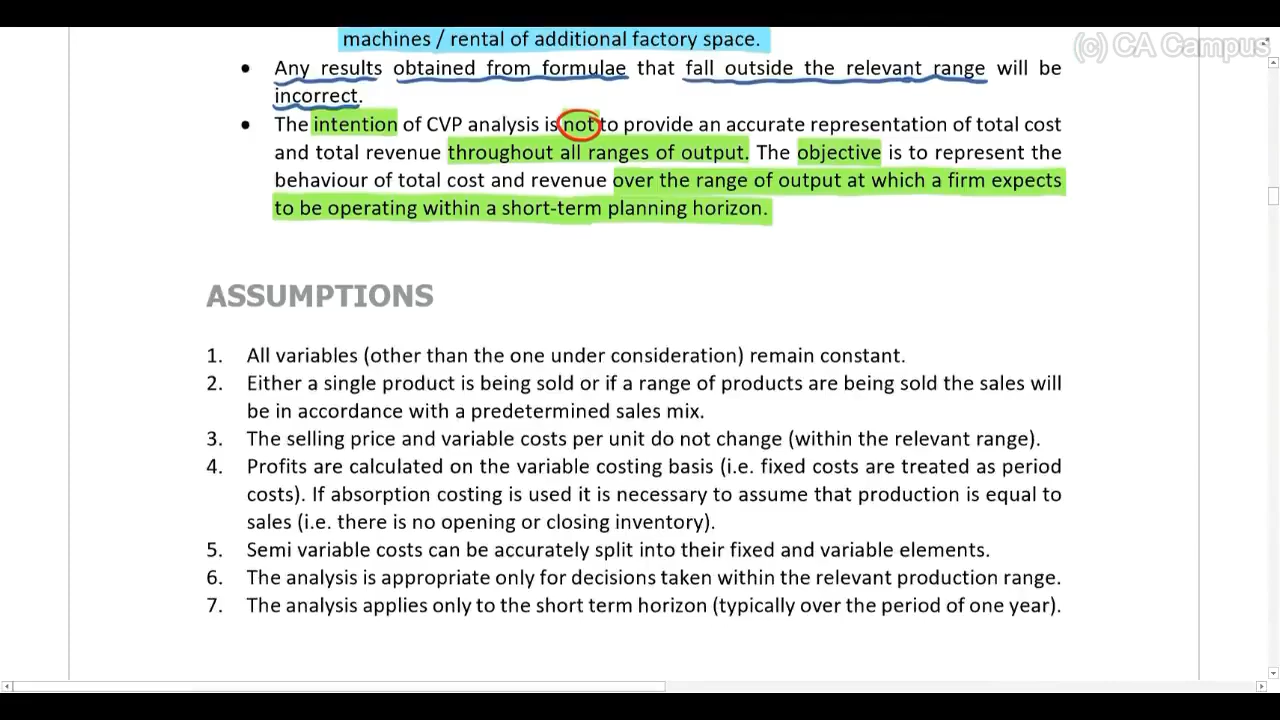 machines / rental of additional factory space.
(c) CA Campus
• Any results obtained from formulae that fall outside the relevant range will be
incorrect.
• The intention of CVP analysis is not to provide an accurate representation of total cost
and total revenue throughout all ranges of output. The objective is to represent the
behaviour of total cost and revenue over the range of output at which a firm expects
to be operating within a short-term planning horizon.
ASSUMPTIONS
1. All variables (other than the one under consideration) remain constant.
2. Either a single product is being sold or if a range of products are being sold the sales will
be in accordance with a predetermined sales mix.
3. The selling price and variable costs per unit do not change (within the relevant range).
4. Profits are calculated on the variable costing basis (i.e. fixed costs are treated as period
costs). If absorption costing is used it is necessary to assume that production is equal to
sales (i.e. there is no opening or closing inventory).
5. Semi variable costs can be accurately split into their fixed and variable elements.
6. The analysis is appropriate only for decisions taken within the relevant production range.
7. The analysis applies only to the short term horizon (typically over the period of one year).